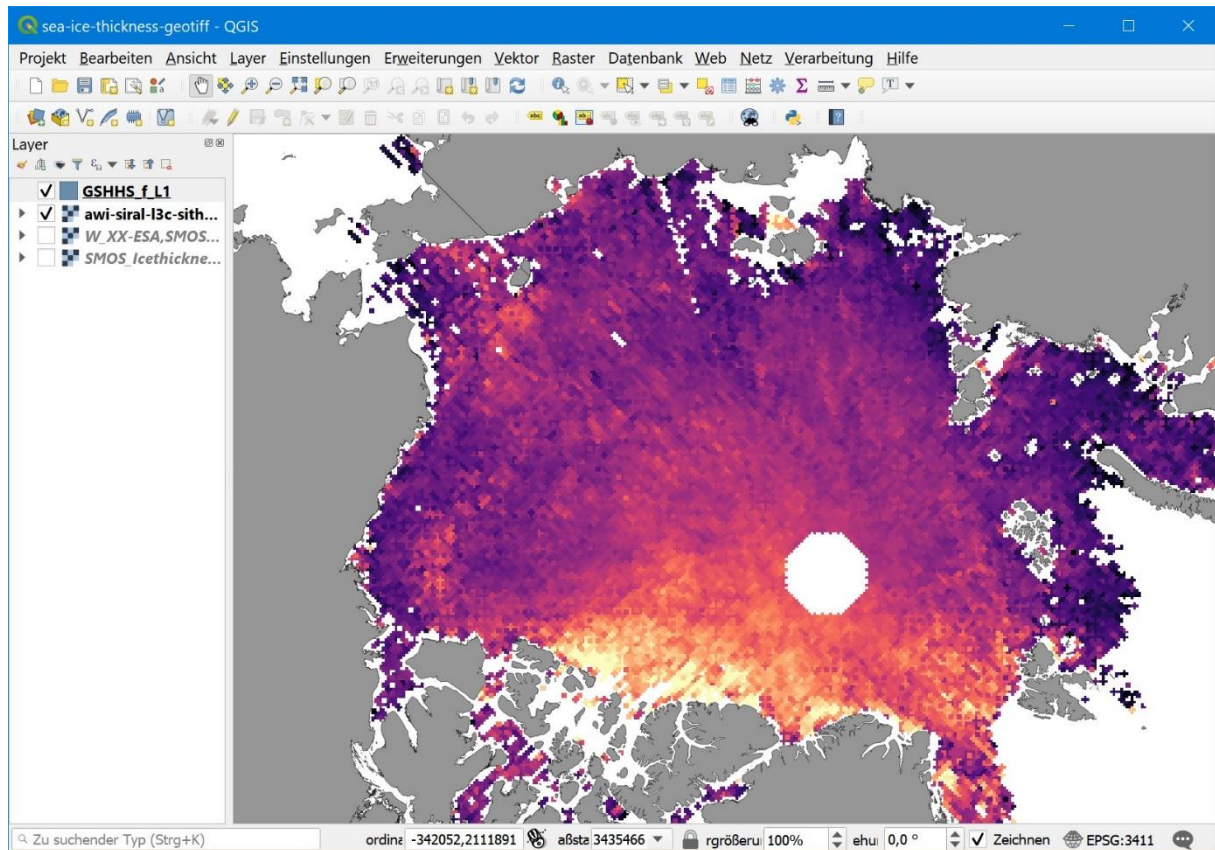 sea-ice-thickness-geotiff - QGIS
Projekt Bearbeiten Ansicht Layer Einstellungen Erweiterungen Vektor Raster Datenbank Web Netz Verarbeitung Hilfe
Layer
GSHHS_f_L1
awi-siral-l3c-sith...
W_XX-ESA,SMOS...
SMOS_Icethickne...
Zu suchender Typ (Strg+K) ordina -342052,2111891 aßsta 3435466 rgrößeru 100% ehu 0,0 ° Zeichnen EPSG:3411